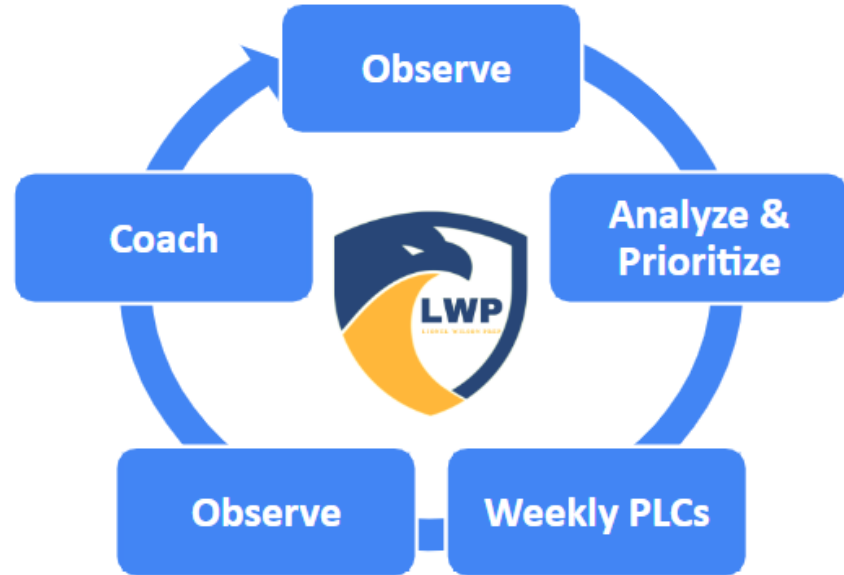 Observe
Analyze &
Prioritize
Weekly PLCs
Observe
Coach
LWP